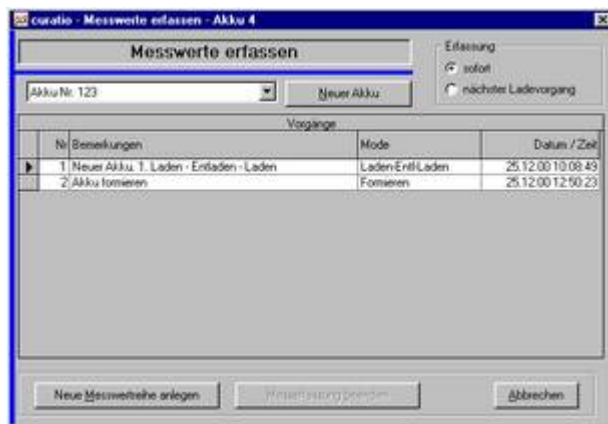 curatio - Messwerte erfassen - Akku 4
Messwerte erfassen
Erfassung
sofort
nächster Ladevorgang
Akku Nr. 123
Neuer Akku
Vorgänge
Nr Bemerkungen Mode Datum / Zeit
1 Neuer Akku. 1. Laden - Entladen - Laden Laden-Entl-Laden 25.12.00 10:08:49
2 Akku formieren Formieren 25.12.00 12:50:23
Neue Messwertreihe anlegen
Abbrechen